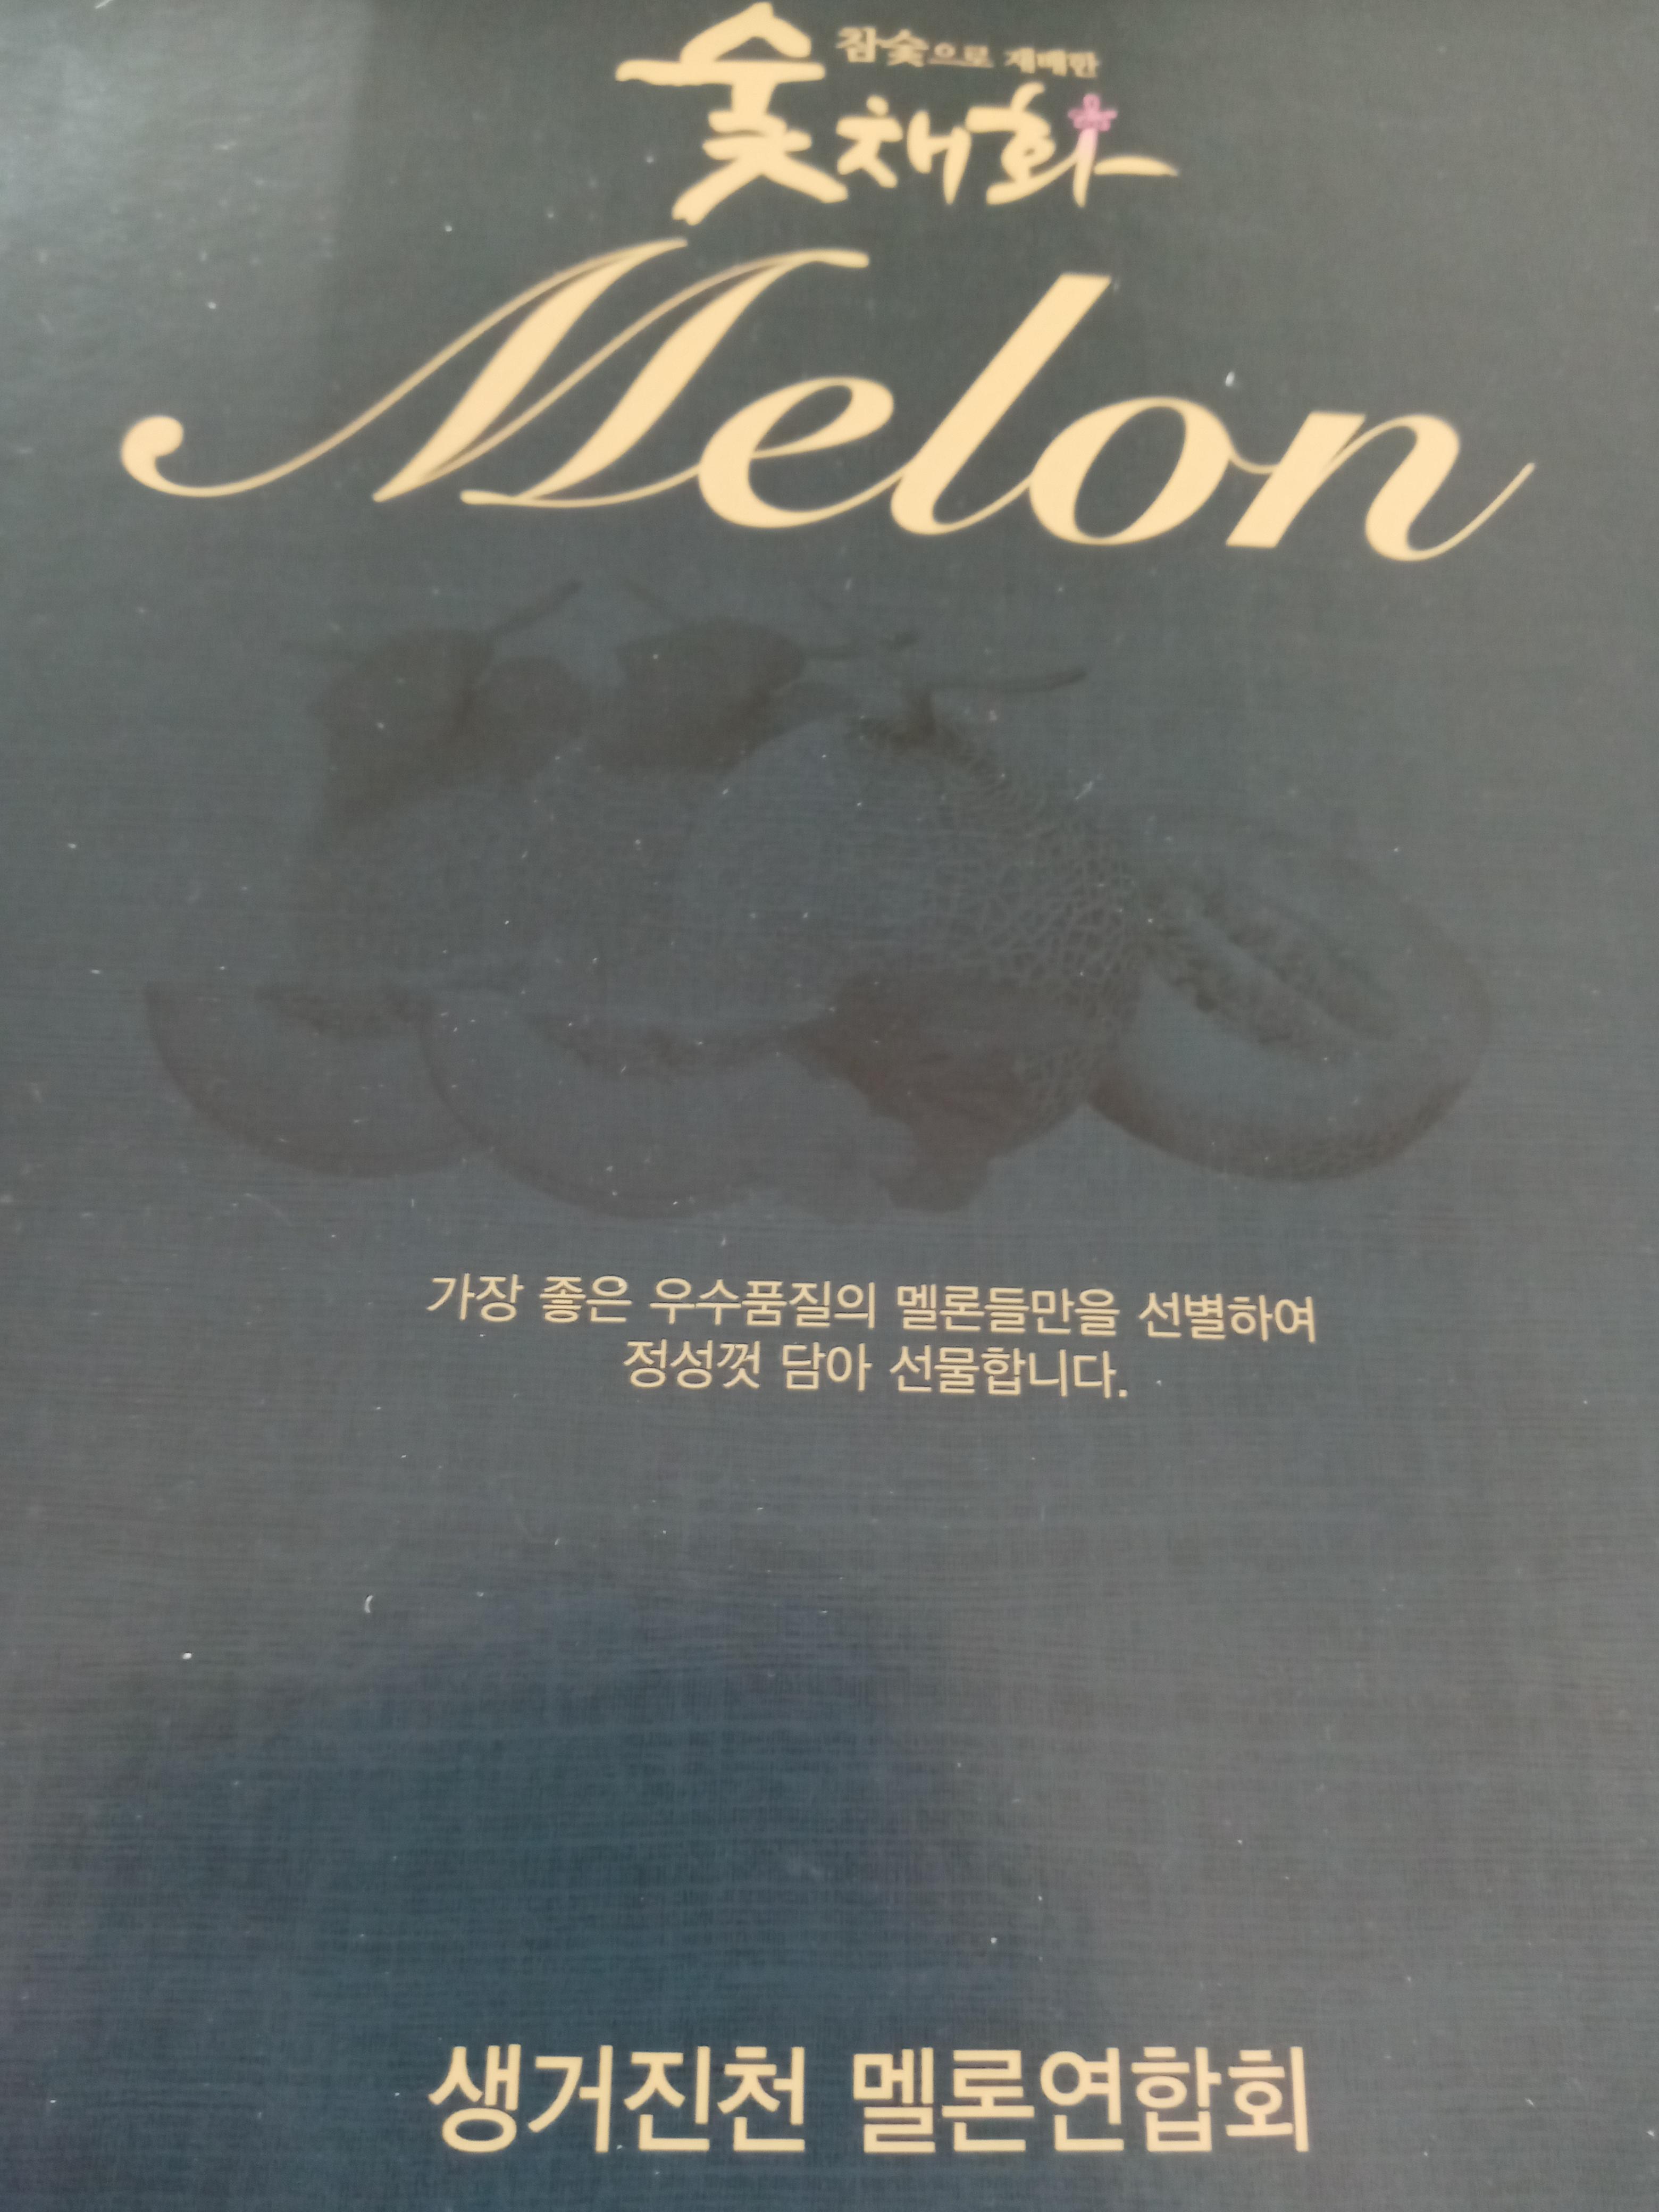 참숯으로 재배한
숯채화
Melon
가장 좋은 우수품질의 멜론들만을 선별하여
정성껏 담아 선물합니다.
생거진천 멜론연합회